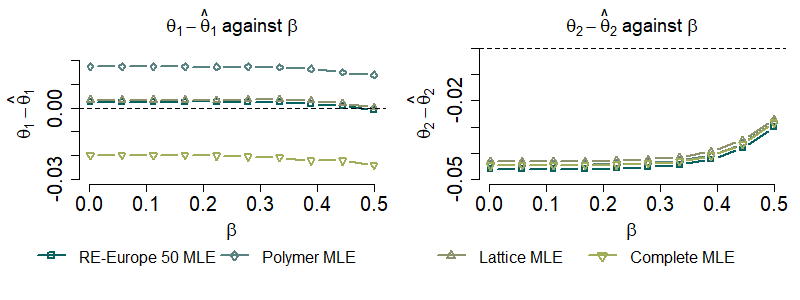 θ1 − θ̂1 against β
θ1 − θ̂1
0.00
-0.03
0.0 0.1 0.2 0.3 0.4 0.5
β
θ2 − θ̂2 against β
θ2 − θ̂2
-0.02
-0.05
0.0 0.1 0.2 0.3 0.4 0.5
β
RE-Europe 50 MLE Polymer MLE Lattice MLE Complete MLE